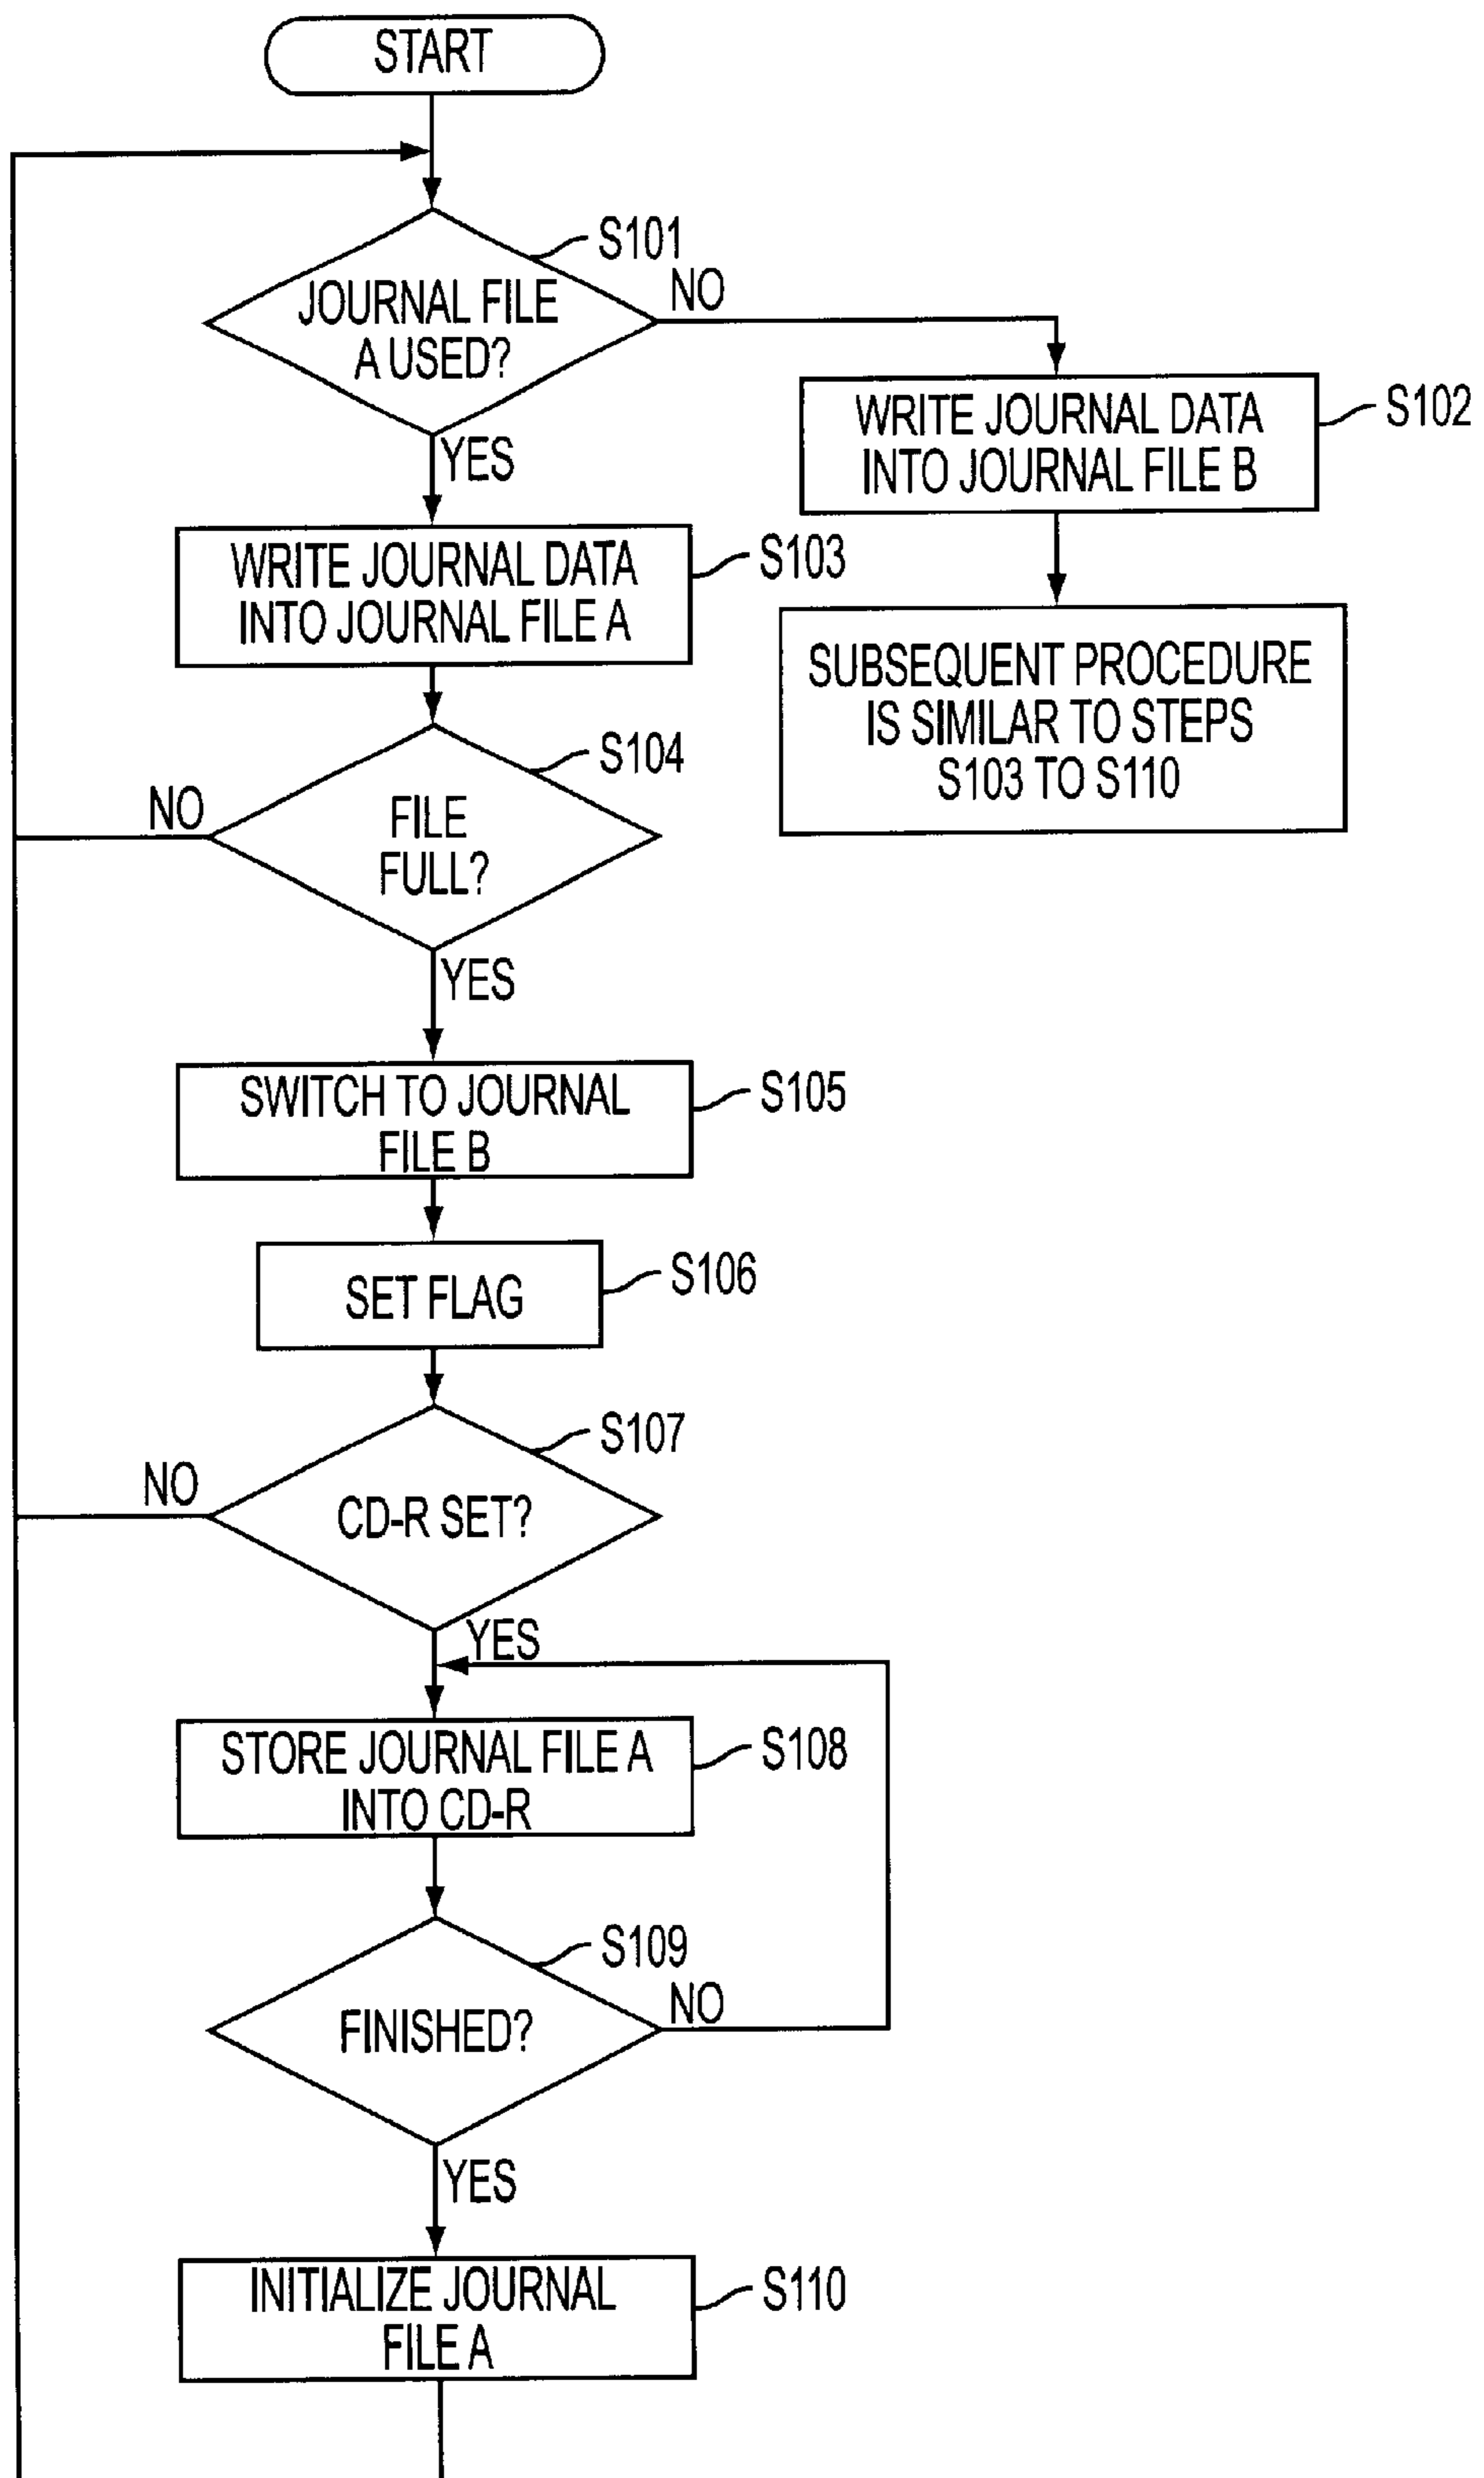 START
S101
JOURNAL FILE
A USED?
NO
YES
WRITE JOURNAL DATA
INTO JOURNAL FILE B
S102
SUBSEQUENT PROCEDURE
IS SIMILAR TO STEPS
S103 TO S110
WRITE JOURNAL DATA
INTO JOURNAL FILE A
S103
S104
FILE
FULL?
NO
YES
SWITCH TO JOURNAL
FILE B
S105
SET FLAG
S106
S107
CD-R SET?
NO
YES
STORE JOURNAL FILE A
INTO CD-R
S108
S109
FINISHED?
NO
YES
INITIALIZE JOURNAL
FILE A
S110